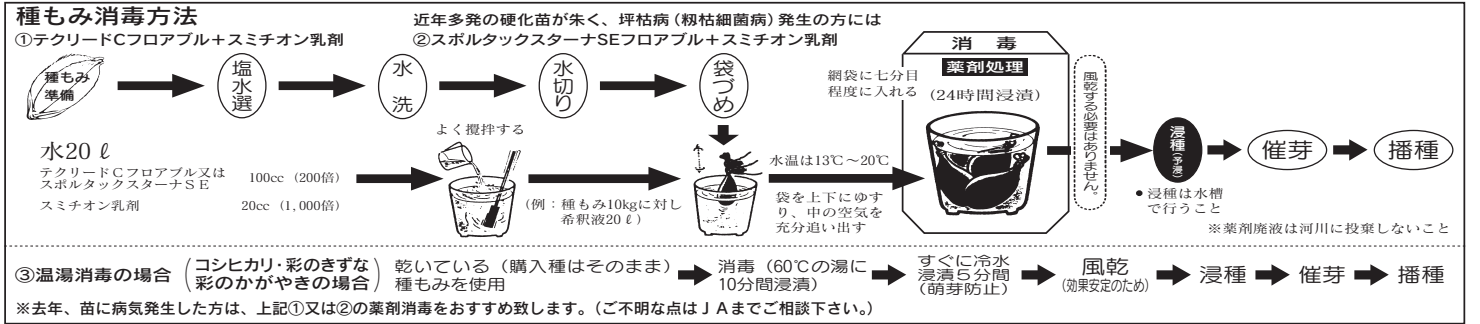 種もみ消毒方法
①テクリードCフロアブル+スミチオン乳剤
近年多発の硬化苗が朱く、坪枯病(籾枯細菌病)発生の方には
②スポルタックスターナSEフロアブル+スミチオン乳剤
種もみ
準備
塩水選
水洗
水切り
袋づめ
消毒
薬剤処理
(24時間浸漬)
網袋に七分目
程度に入れる
風乾する必要はありません。
浸種(予浸)
催芽
播種
●浸種は水槽
で行うこと
※薬剤廃液は河川に投棄しないこと
水20ℓ
テクリードCフロアブル又は
スポルタックスターナSE 100cc(200倍)
スミチオン乳剤 20cc(1,000倍)
よく攪拌する
(例:種もみ10kgに対し
希釈液20ℓ)
水温は13℃〜20℃
袋を上下にゆす
り、中の空気を
充分追い出す
③温湯消毒の場合
(コシヒカリ・彩のきずな
彩のかがやきの場合)
乾いている(購入種はそのまま)
種もみを使用
消毒(60℃の湯に
10分間浸漬)
すぐに冷水
浸漬5分間
(萌芽防止)
風乾
(効果安定のため)
浸種
催芽
播種
※去年、苗に病気発生した方は、上記①又は②の薬剤消毒をおすすめ致します。(ご不明な点はJAまでご相談下さい。)